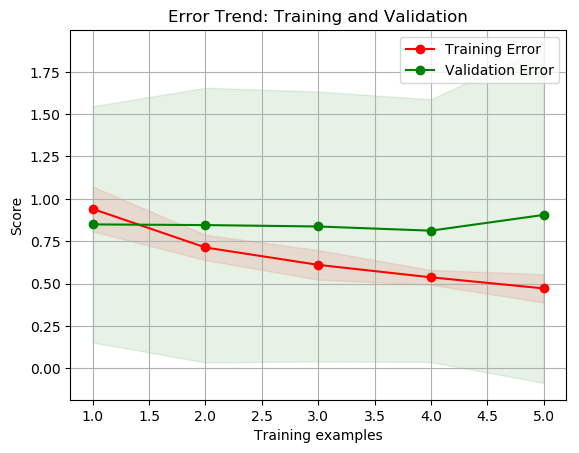 Error Trend: Training and Validation
Training Error
Validation Error
Score
1.75
1.50
1.25
1.00
0.75
0.50
0.25
0.00
1.0 1.5 2.0 2.5 3.0 3.5 4.0 4.5 5.0
Training examples